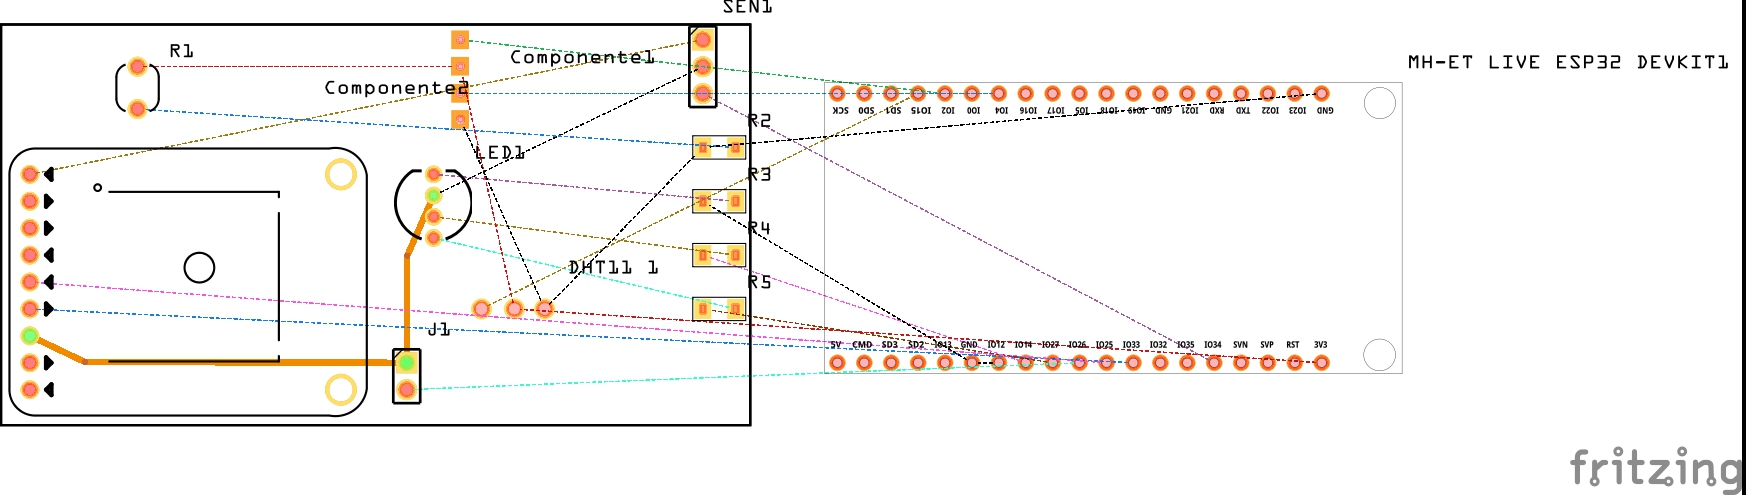 SEN1
R1
Componente1
MH-ET LIVE ESP32 DEVKIT1
Componente2
SCK SD0 SD1 IO15 IO2 IO0 IO4 IO16 IO17 IO5 IO18 IO19 GND IO21 RXD TXD IO22 IO23 GND
R2
LED1
R3
R4
DHT11 1
R5
J1
5V CMD SD3 SD2 IO13 GND IO12 IO14 IO27 IO26 IO25 IO33 IO32 IO35 IO34 SVN SVP RST 3V3
fritzing